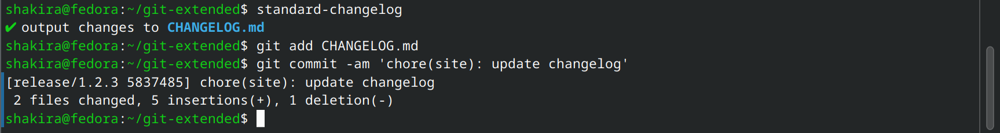 shakira@fedora:~/git-extended$ standard-changelog
✔ output changes to CHANGELOG.md
shakira@fedora:~/git-extended$ git add CHANGELOG.md
shakira@fedora:~/git-extended$ git commit -am 'chore(site): update changelog'
[release/1.2.3 5837485] chore(site): update changelog
 2 files changed, 5 insertions(+), 1 deletion(-)
shakira@fedora:~/git-extended$